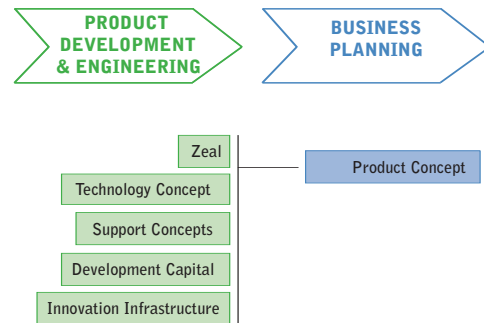 PRODUCT
DEVELOPMENT
& ENGINEERING
BUSINESS
PLANNING
Zeal
Technology Concept
Support Concepts
Development Capital
Innovation Infrastructure
Product Concept